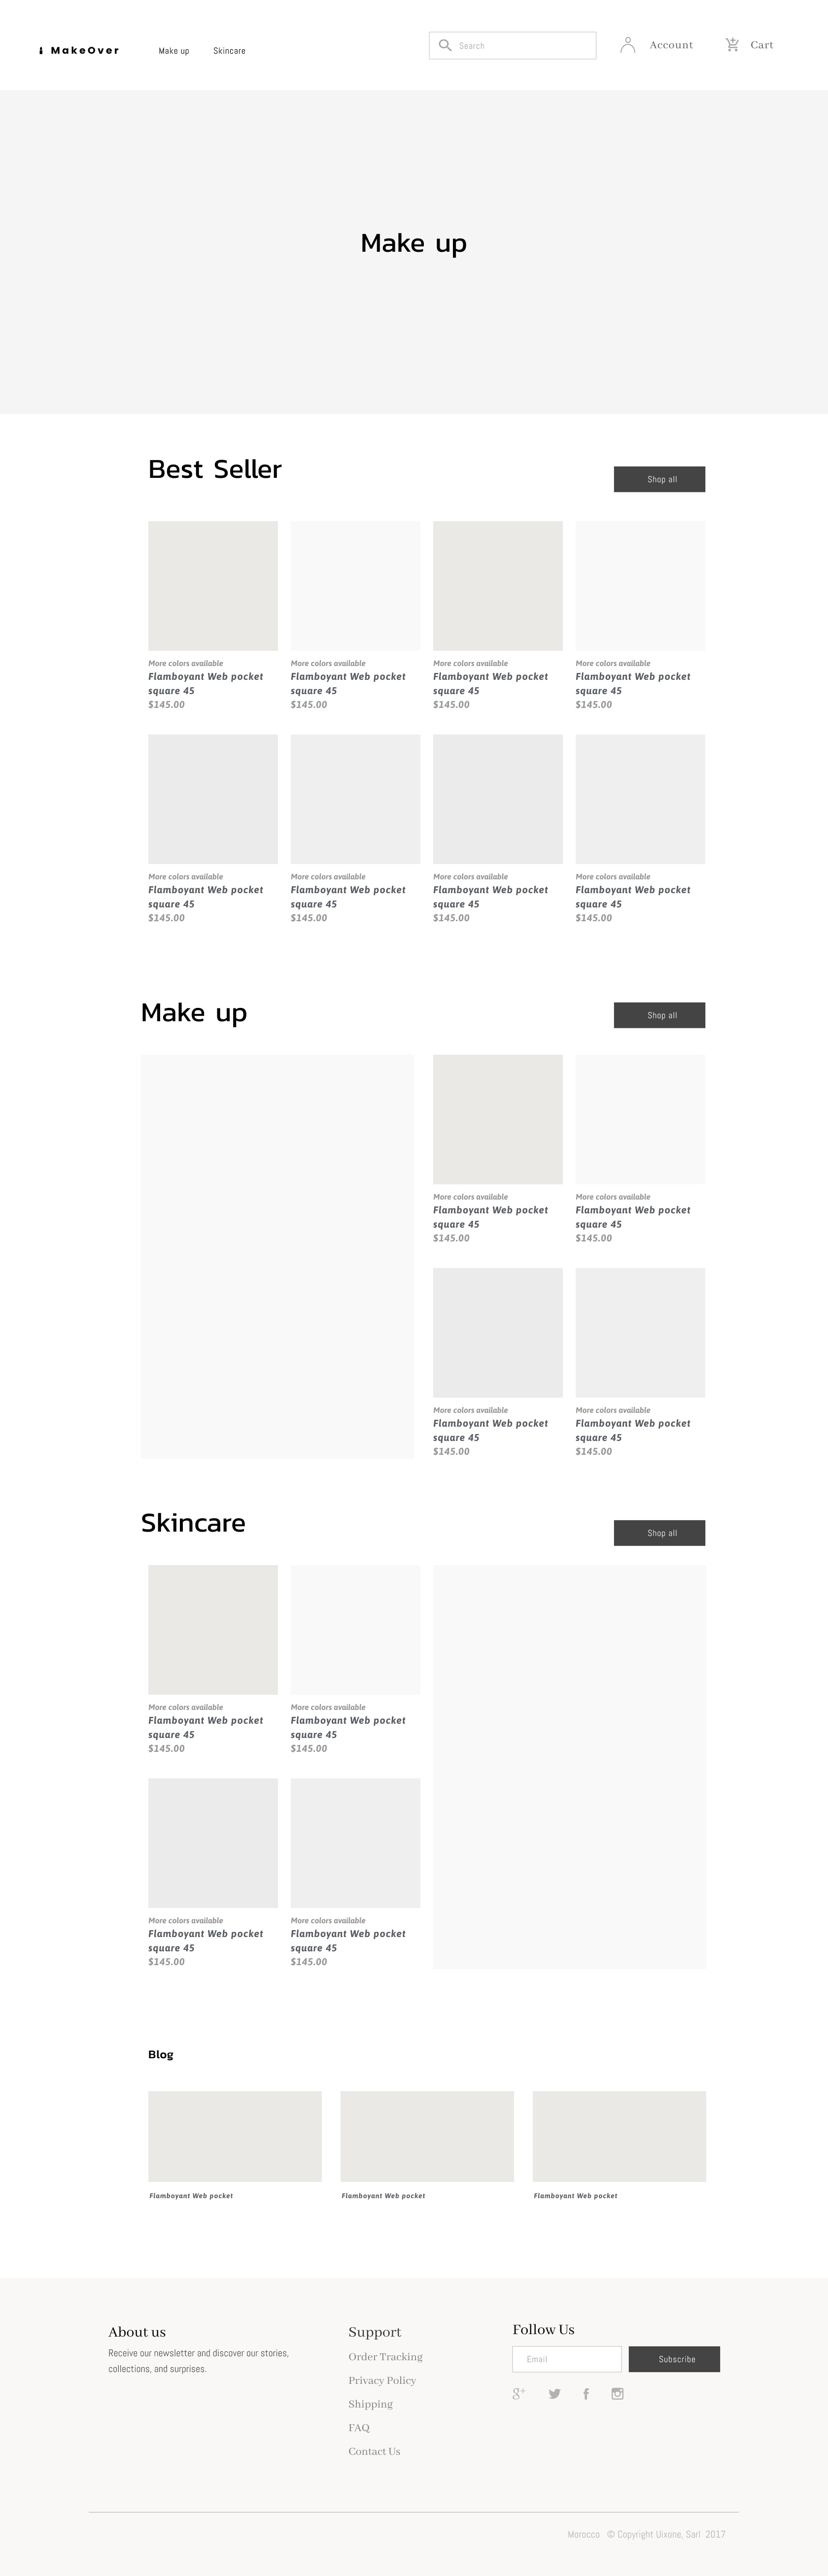 MakeOver
Make up
Skincare
Search
Account
Cart
Make up
Best Seller
Shop all
More colors available
Flamboyant Web pocket
square 45
$145.00
More colors available
Flamboyant Web pocket
square 45
$145.00
More colors available
Flamboyant Web pocket
square 45
$145.00
More colors available
Flamboyant Web pocket
square 45
$145.00
More colors available
Flamboyant Web pocket
square 45
$145.00
More colors available
Flamboyant Web pocket
square 45
$145.00
More colors available
Flamboyant Web pocket
square 45
$145.00
More colors available
Flamboyant Web pocket
square 45
$145.00
Make up
Shop all
More colors available
Flamboyant Web pocket
square 45
$145.00
More colors available
Flamboyant Web pocket
square 45
$145.00
More colors available
Flamboyant Web pocket
square 45
$145.00
More colors available
Flamboyant Web pocket
square 45
$145.00
Skincare
Shop all
More colors available
Flamboyant Web pocket
square 45
$145.00
More colors available
Flamboyant Web pocket
square 45
$145.00
More colors available
Flamboyant Web pocket
square 45
$145.00
More colors available
Flamboyant Web pocket
square 45
$145.00
Blog
Flamboyant Web pocket
Flamboyant Web pocket
Flamboyant Web pocket
About us
Receive our newsletter and discover our stories,
collections, and surprises.
Support
Order Tracking
Privacy Policy
Shipping
FAQ
Contact Us
Follow Us
Email
Subscribe
Morocco © Copyright Uixone, Sarl 2017